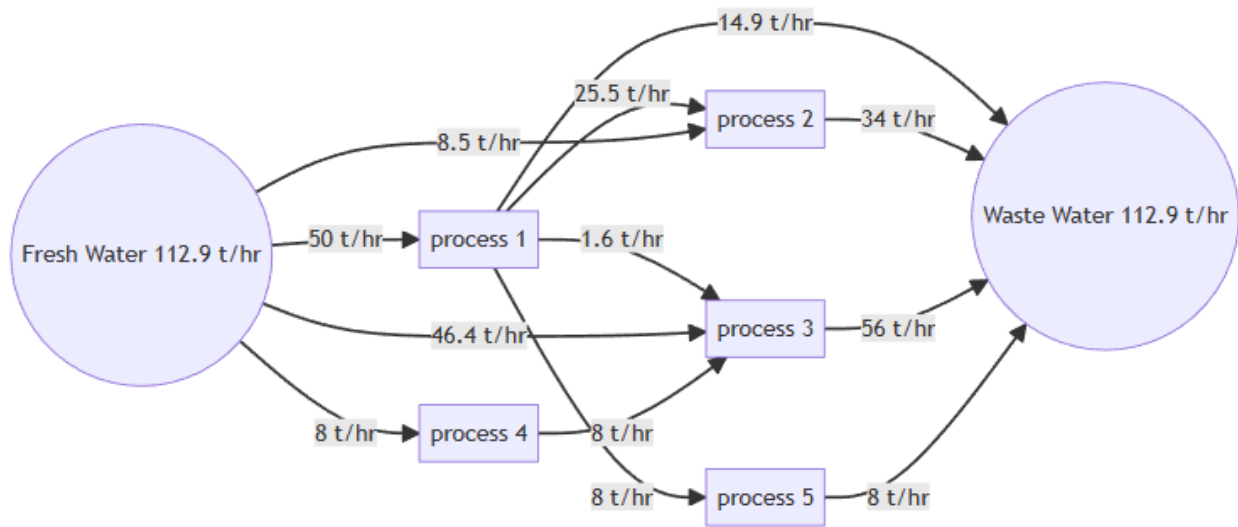 14.9 t/hr
25.5 t/hr
process 2
34 t/hr
8.5 t/hr
Waste Water 112.9 t/hr
Fresh Water 112.9 t/hr
50 t/hr
process 1
1.6 t/hr
46.4 t/hr
process 3
56 t/hr
8 t/hr
process 4
8 t/hr
8 t/hr
process 5
8 t/hr